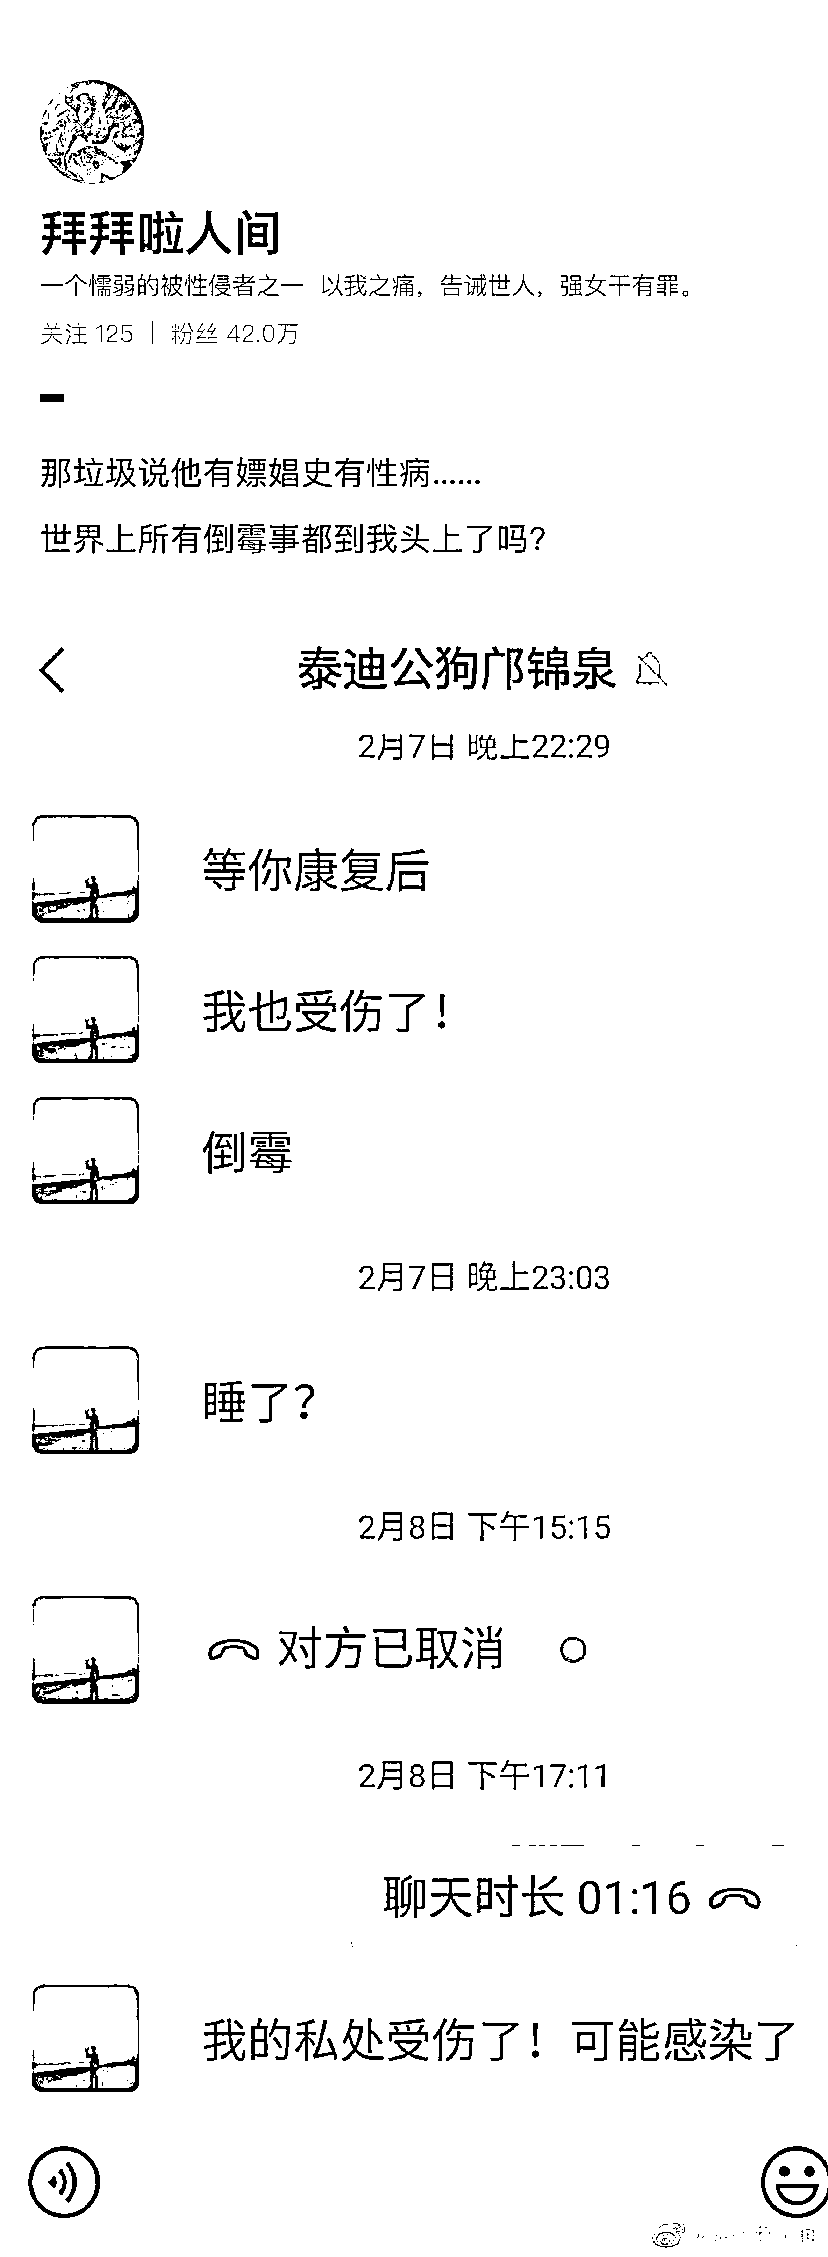 拜拜啦人间
一个懦弱的被性侵者之一 以我之痛，告诫世人，强女干有罪。
关注 125 | 粉丝 42.0万
那垃圾说他有嫖娼史有性病......
世界上所有倒霉事都到我头上了吗？
泰迪公狗邝锦泉
2月7日 晚上22:29
等你康复后
我也受伤了！
倒霉
2月7日 晚上23:03
睡了？
2月8日 下午15:15
对方已取消
2月8日 下午17:11
聊天时长 01:16
我的私处受伤了！可能感染了